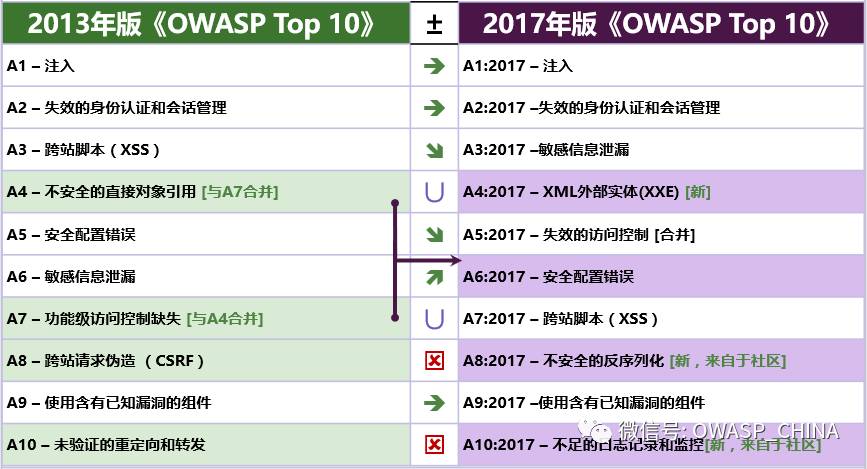 2013年版《OWASP Top 10》 ± 2017年版《OWASP Top 10》
A1 – 注入 A1:2017 – 注入
A2 – 失效的身份认证和会话管理 A2:2017 –失效的身份认证和会话管理
A3 – 跨站脚本（XSS） A3:2017 –敏感信息泄漏
A4 – 不安全的直接对象引用 [与A7合并] U A4:2017 – XML外部实体(XXE) [新]
A5 – 安全配置错误 A5:2017 – 失效的访问控制 [合并]
A6 – 敏感信息泄漏 A6:2017 – 安全配置错误
A7 – 功能级访问控制缺失 [与A4合并] U A7:2017 – 跨站脚本（XSS）
A8 – 跨站请求伪造 （CSRF） A8:2017 – 不安全的反序列化 [新，来自于社区]
A9 – 使用含有已知漏洞的组件 A9:2017 –使用含有已知漏洞的组件
微信号: OWASP_CHINA
A10 – 未验证的重定向和转发 A10:2017 – 不足的日志记录和监控[新，来自于社区]